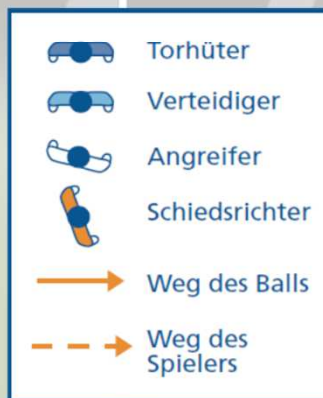 Torhüter
Verteidiger
Angreifer
Schiedsrichter
Weg des Balls
Weg des
Spielers